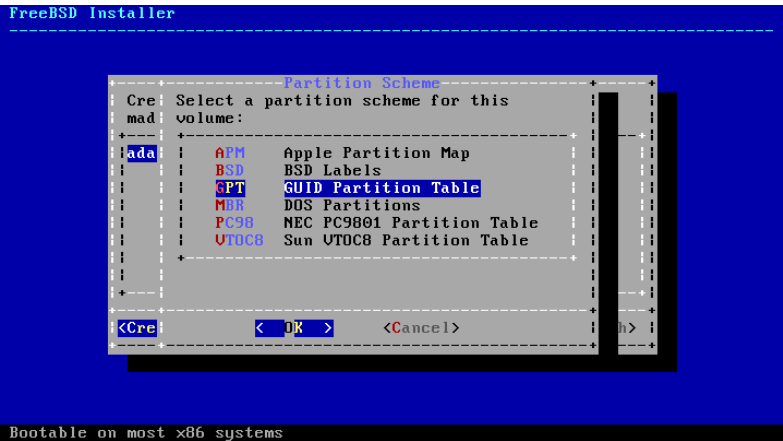 FreeBSD Installer
Partition Scheme
Cre Select a partition scheme for this
mad volume:
ada APM Apple Partition Map
BSD BSD Labels
GPT GUID Partition Table
MBR DOS Partitions
PC98 NEC PC9801 Partition Table
VTOC8 Sun VTOC8 Partition Table
<Cre < OK > <Cancel> h>
Bootable on most x86 systems